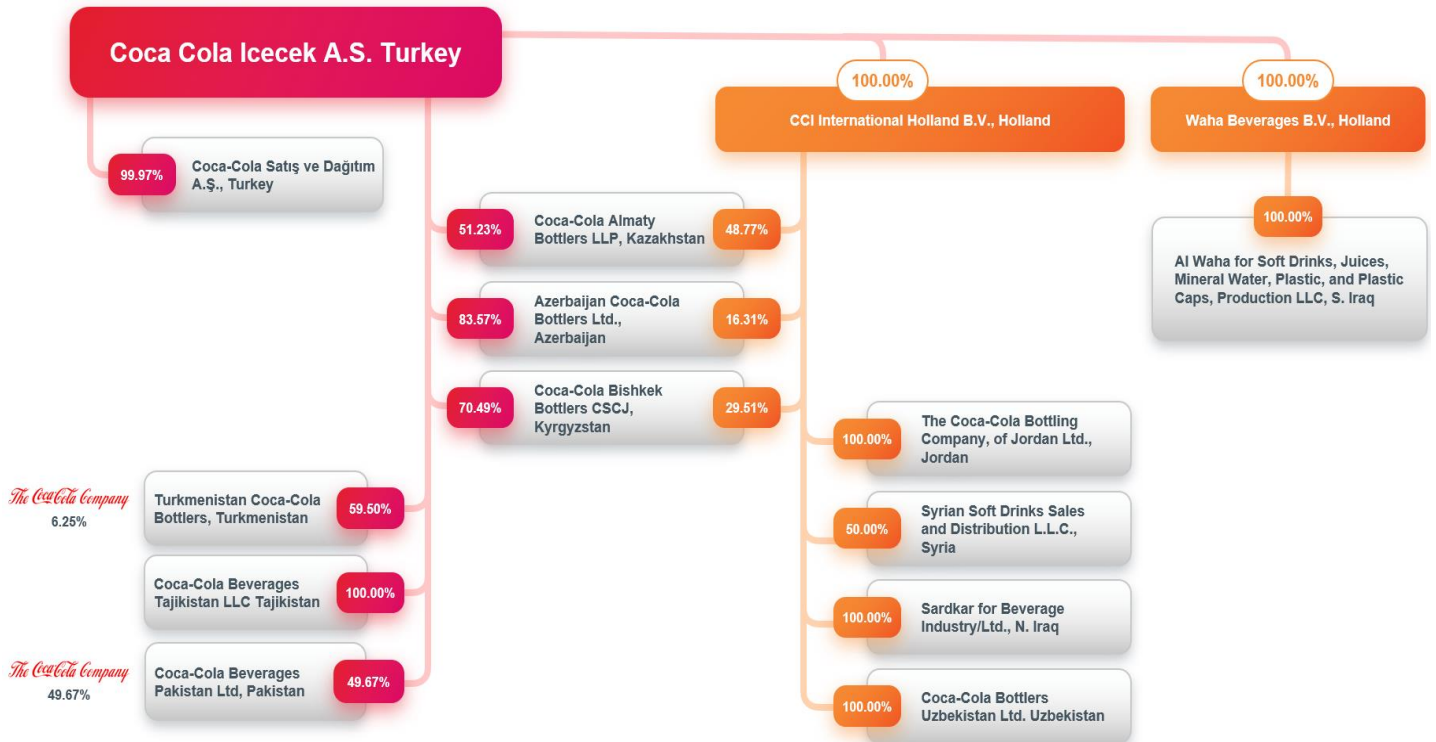 Coca Cola Icecek A.S. Turkey
100.00%
CCI International Holland B.V., Holland
100.00%
Waha Beverages B.V., Holland
99.97%
Coca-Cola Satış ve Dağıtım
A.Ş., Turkey
51.23%
Coca-Cola Almaty
Bottlers LLP, Kazakhstan
48.77%
83.57%
Azerbaijan Coca-Cola
Bottlers Ltd.,
Azerbaijan
16.31%
70.49%
Coca-Cola Bishkek
Bottlers CSCJ,
Kyrgyzstan
29.51%
100.00%
Al Waha for Soft Drinks, Juices,
Mineral Water, Plastic, and Plastic
Caps, Production LLC, S. Iraq
The Coca-Cola Company
6.25%
Turkmenistan Coca-Cola
Bottlers, Turkmenistan
59.50%
Coca-Cola Beverages
Tajikistan LLC Tajikistan
100.00%
The Coca-Cola Company
49.67%
Coca-Cola Beverages
Pakistan Ltd, Pakistan
49.67%
100.00%
The Coca-Cola Bottling
Company, of Jordan Ltd.,
Jordan
50.00%
Syrian Soft Drinks Sales
and Distribution L.L.C.,
Syria
100.00%
Sardkar for Beverage
Industry/Ltd., N. Iraq
100.00%
Coca-Cola Bottlers
Uzbekistan Ltd. Uzbekistan